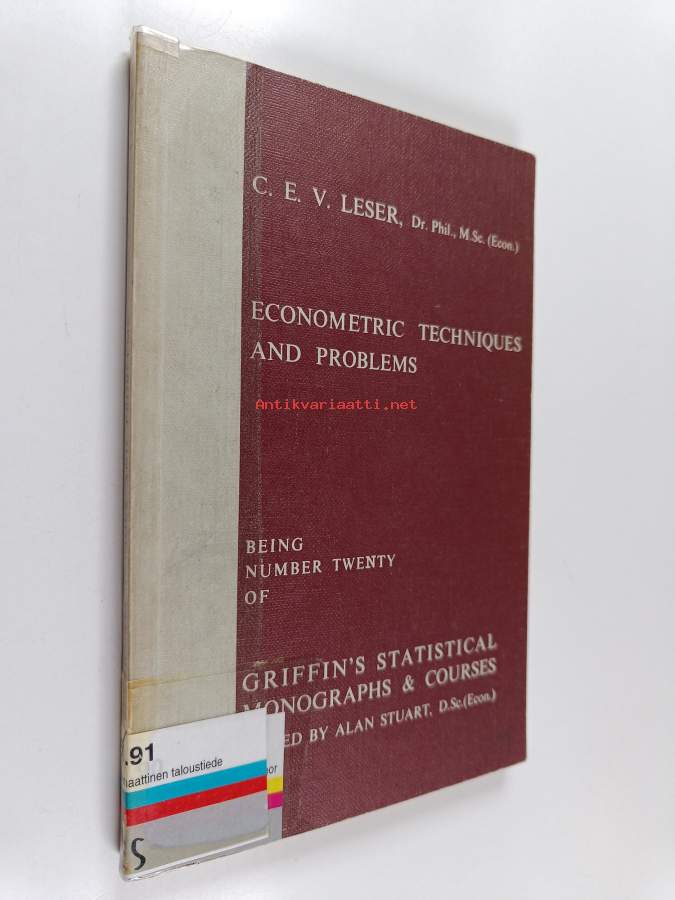 C. E. V. LESER, Dr. Phil., M.Sc. (Econ.)
ECONOMETRIC TECHNIQUES
AND PROBLEMS
Antikvariaatti.net
BEING
NUMBER TWENTY
OF
GRIFFIN'S STATISTICAL
MONOGRAPHS & COURSES
BY ALAN STUART, D.Sc.(Econ.)
.91
taloustiede
S